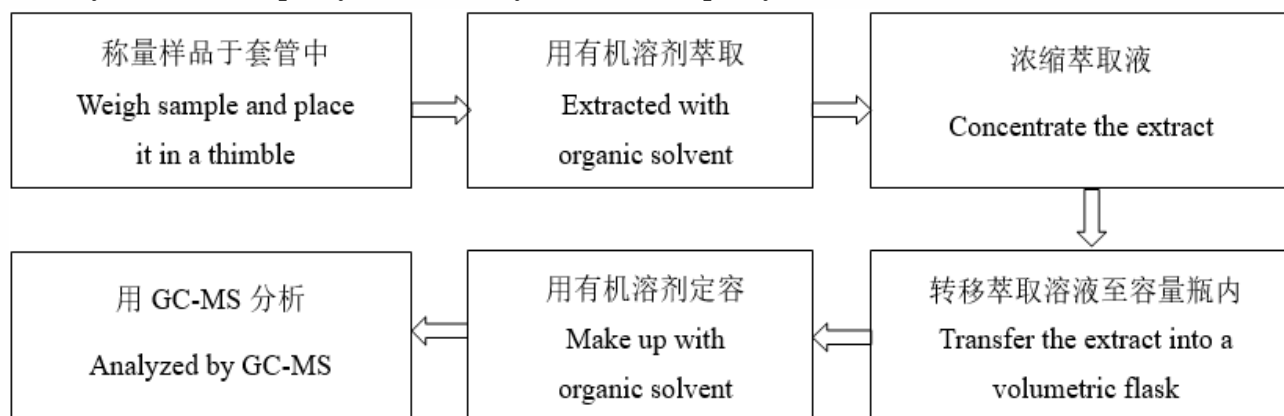 称量样品于套管中
Weigh sample and place
it in a thimble
用有机溶剂萃取
Extracted with
organic solvent
浓缩萃取液
Concentrate the extract
转移萃取溶液至容量瓶内
Transfer the extract into a
volumetric flask
用有机溶剂定容
Make up with
organic solvent
用 GC-MS 分析
Analyzed by GC-MS